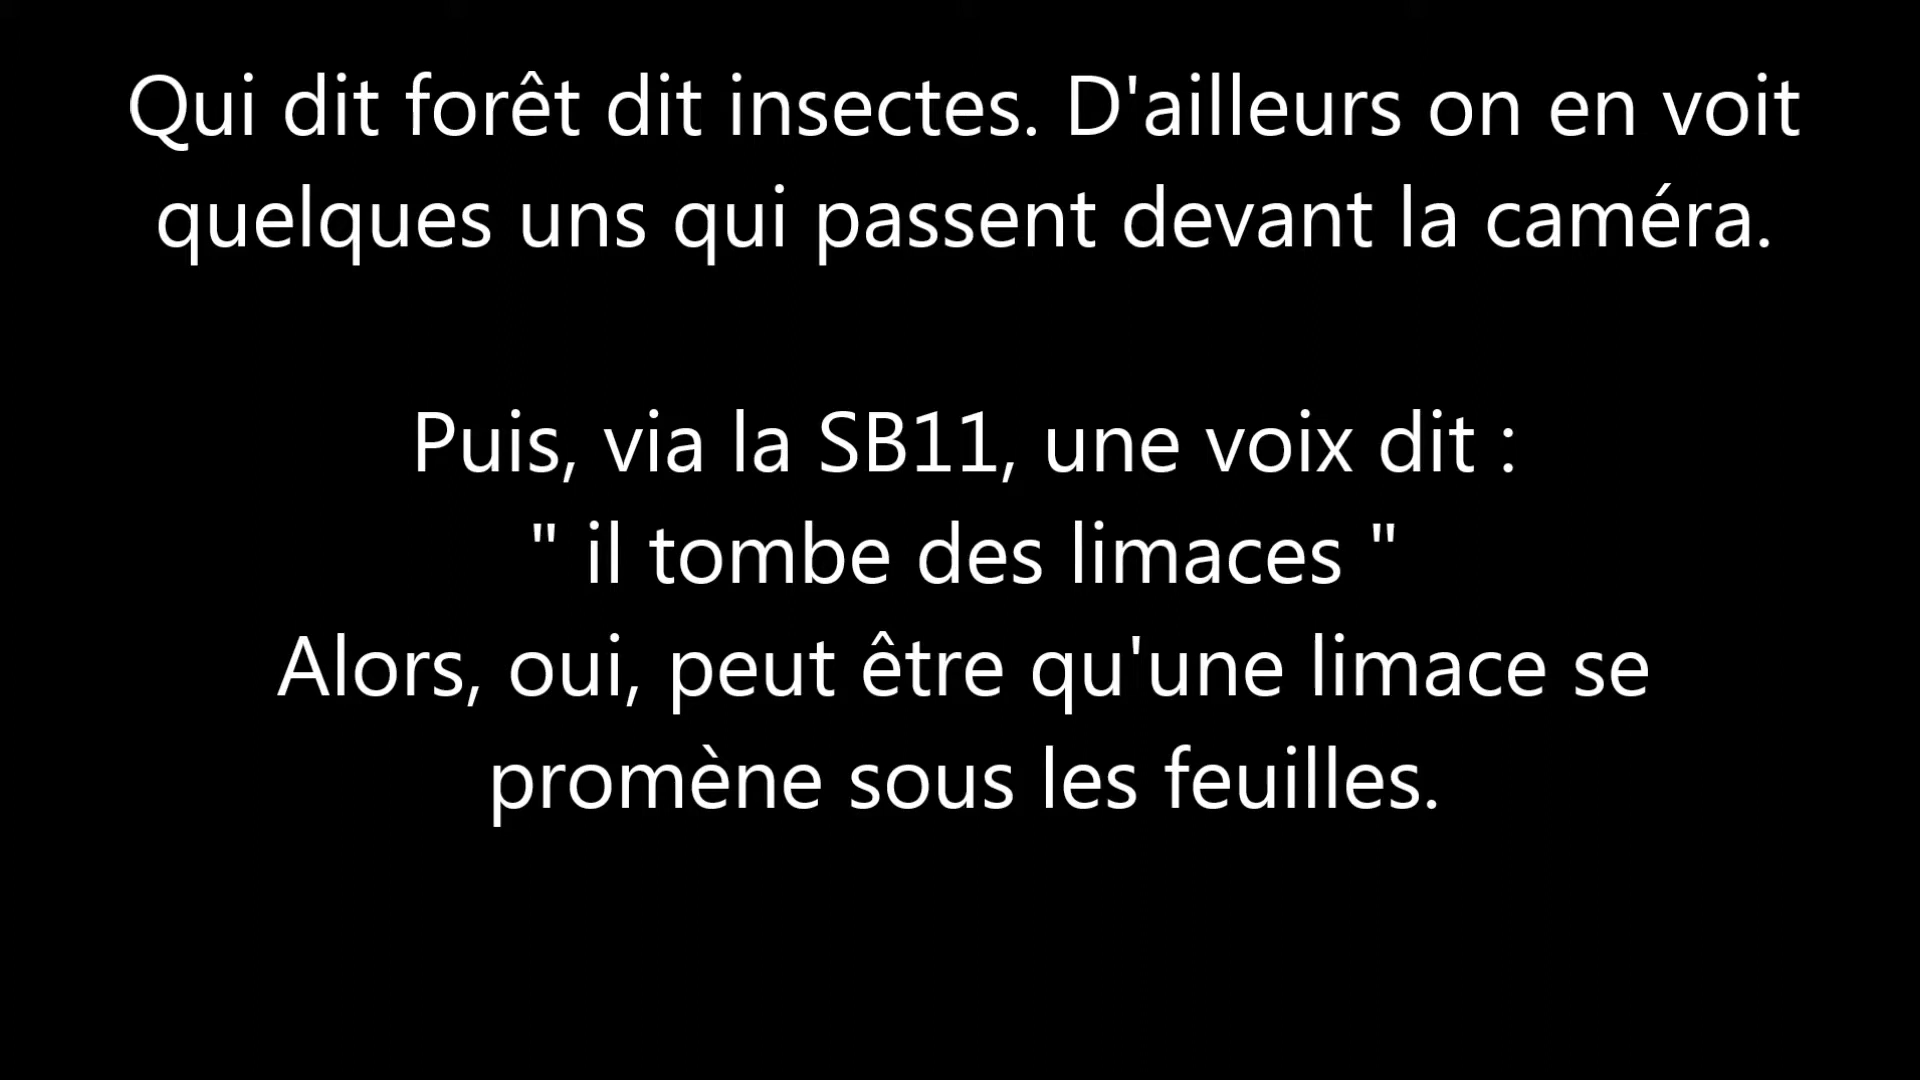 Qui dit forêt dit insectes. D'ailleurs on en voit
quelques uns qui passent devant la caméra.
Puis, via la SB11, une voix dit :
" il tombe des limaces "
Alors, oui, peut être qu'une limace se
promène sous les feuilles.